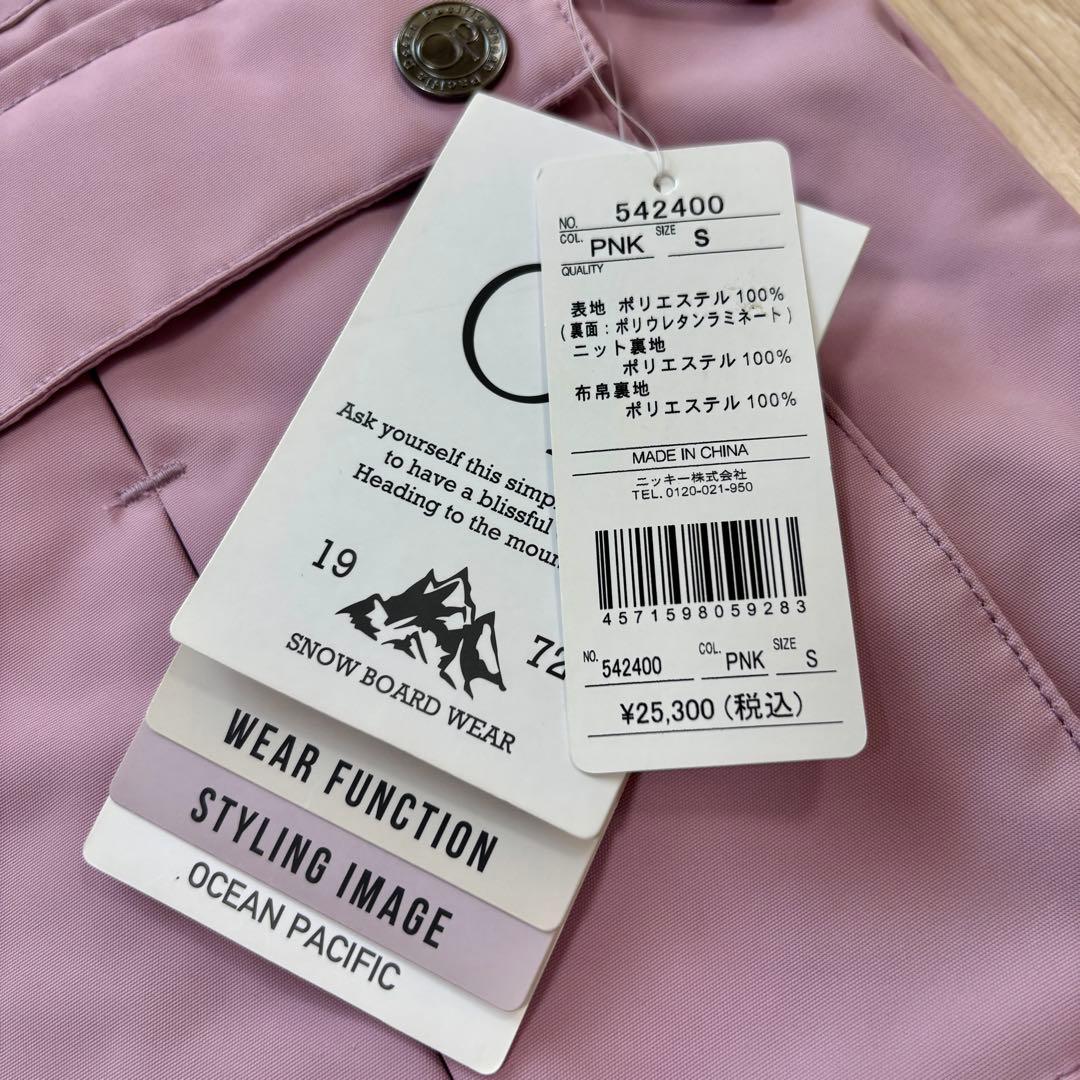 Ocean Pacific
NO. 542400
COL. PNK SIZE S
QUALITY
表地 ポリエステル 100%
(裏面:ポリウレタンラミネート)
ニット裏地
ポリエステル 100%
布帛裏地
ポリエステル 100%
MADE IN CHINA
ニッキー株式会社
TEL. 0120-021-950
4571598059283
NO. 542400 COL. PNK SIZE S
¥25,300(税込)
Ask yourself this
to have a blissful
Heading to the
19 72
SNOW BOARD WEAR
WEAR FUNCTION
STYLING IMAGE
OCEAN PACIFIC